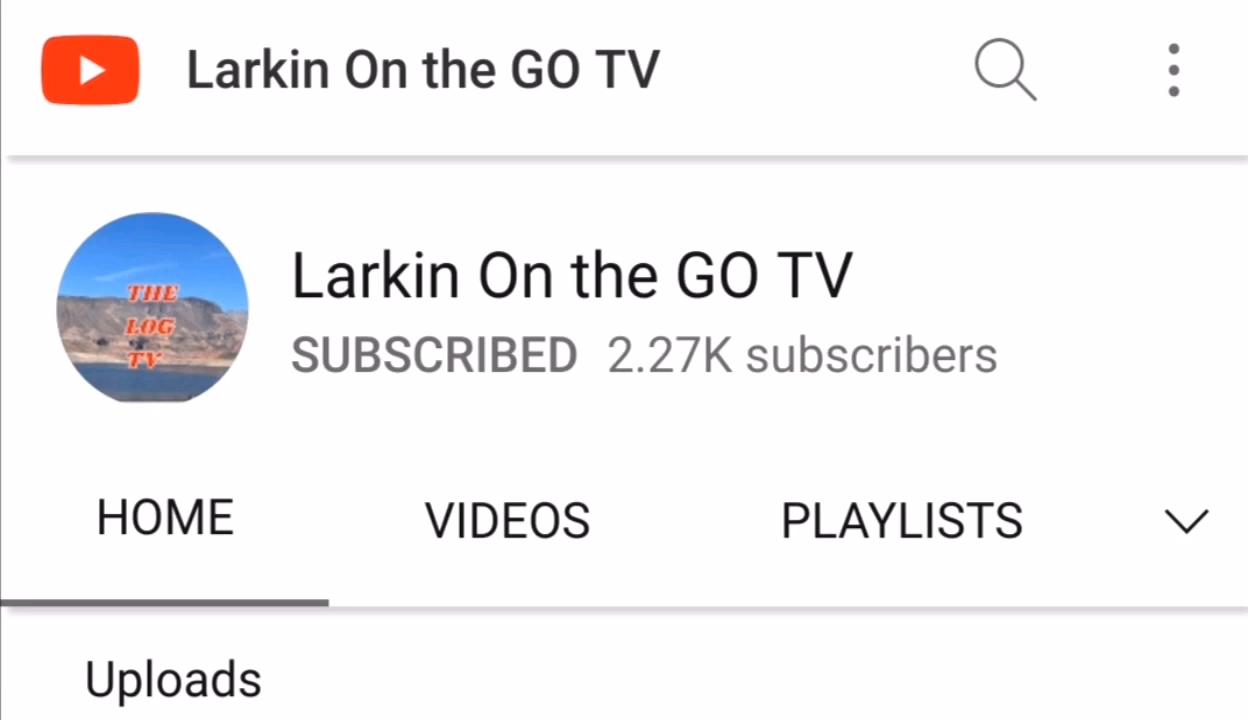 Larkin On the GO TV
THE
LOG
TV
Larkin On the GO TV
SUBSCRIBED 2.27K subscribers
HOME VIDEOS PLAYLISTS
Uploads